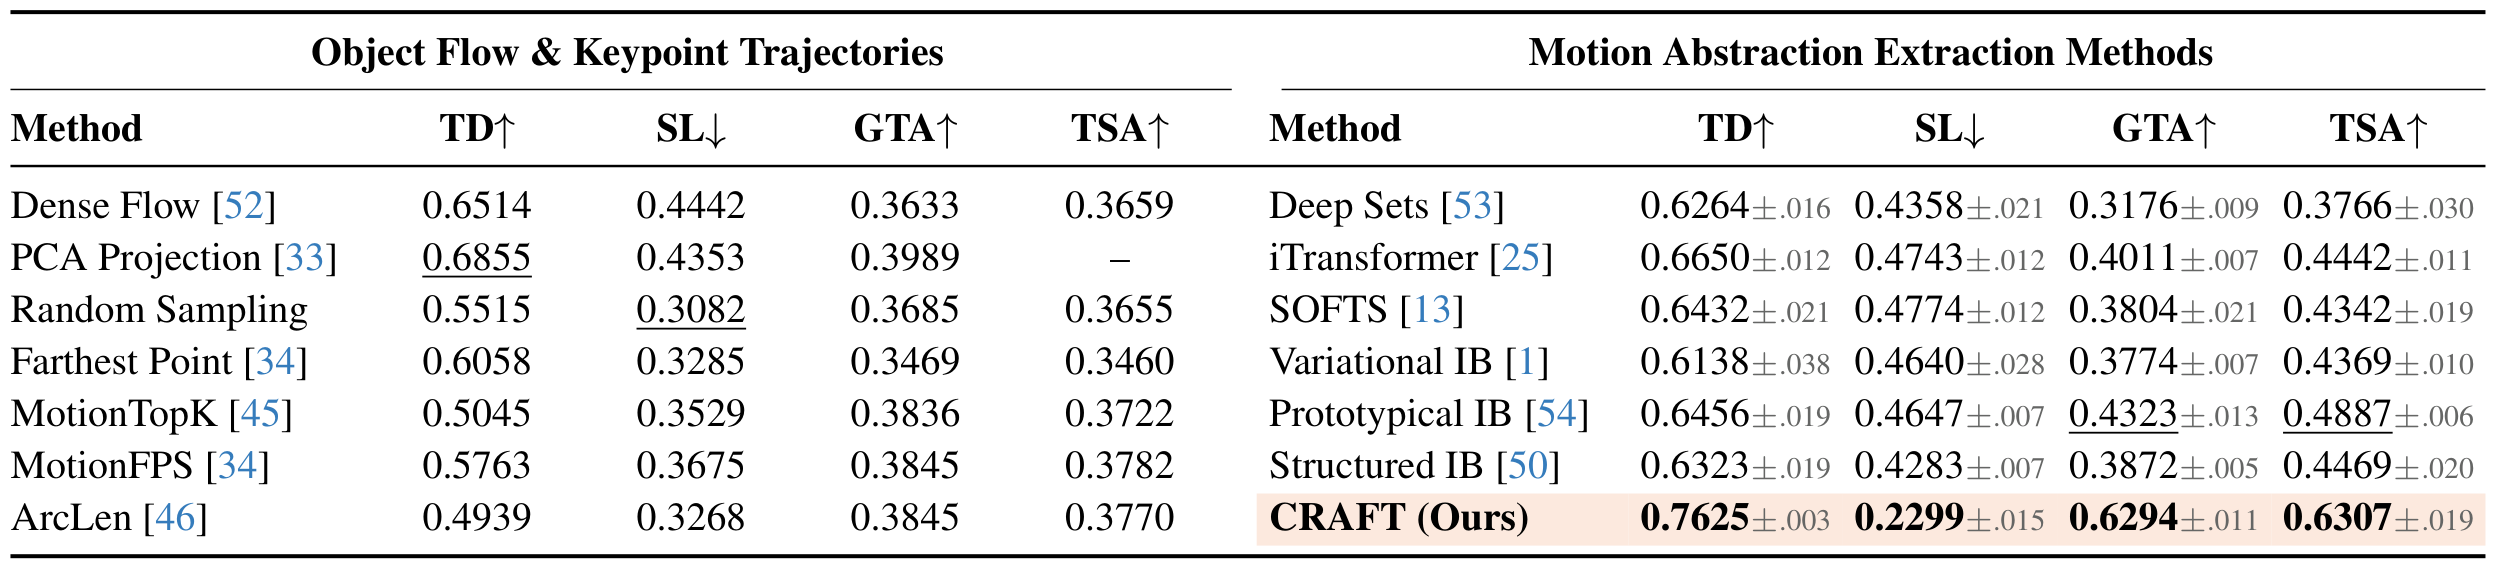 Object Flow & Keypoint Trajectories Motion Abstraction Extraction Methods
Method TD↑ SL↓ GTA↑ TSA↑ Method TD↑ SL↓ GTA↑ TSA↑
Dense Flow [52] 0.6514 0.4442 0.3633 0.3659 Deep Sets [53] 0.6264±.016 0.4358±.021 0.3176±.009 0.3766±.030
PCA Projection [33] 0.6855 0.4353 0.3989 – iTransformer [25] 0.6650±.012 0.4743±.012 0.4011±.007 0.4442±.011
Random Sampling 0.5515 0.3082 0.3685 0.3655 SOFTS [13] 0.6432±.021 0.4774±.012 0.3804±.021 0.4342±.019
Farthest Point [34] 0.6058 0.3285 0.3469 0.3460 Variational IB [1] 0.6138±.038 0.4640±.028 0.3774±.007 0.4369±.010
MotionTopK [45] 0.5045 0.3529 0.3836 0.3722 Prototypical IB [54] 0.6456±.019 0.4647±.007 0.4323±.013 0.4887±.006
MotionFPS [34] 0.5763 0.3675 0.3845 0.3782 Structured IB [50] 0.6323±.019 0.4283±.007 0.3872±.005 0.4469±.020
ArcLen [46] 0.4939 0.3268 0.3845 0.3770 CRAFT (Ours) 0.7625±.003 0.2299±.015 0.6294±.011 0.6307±.019